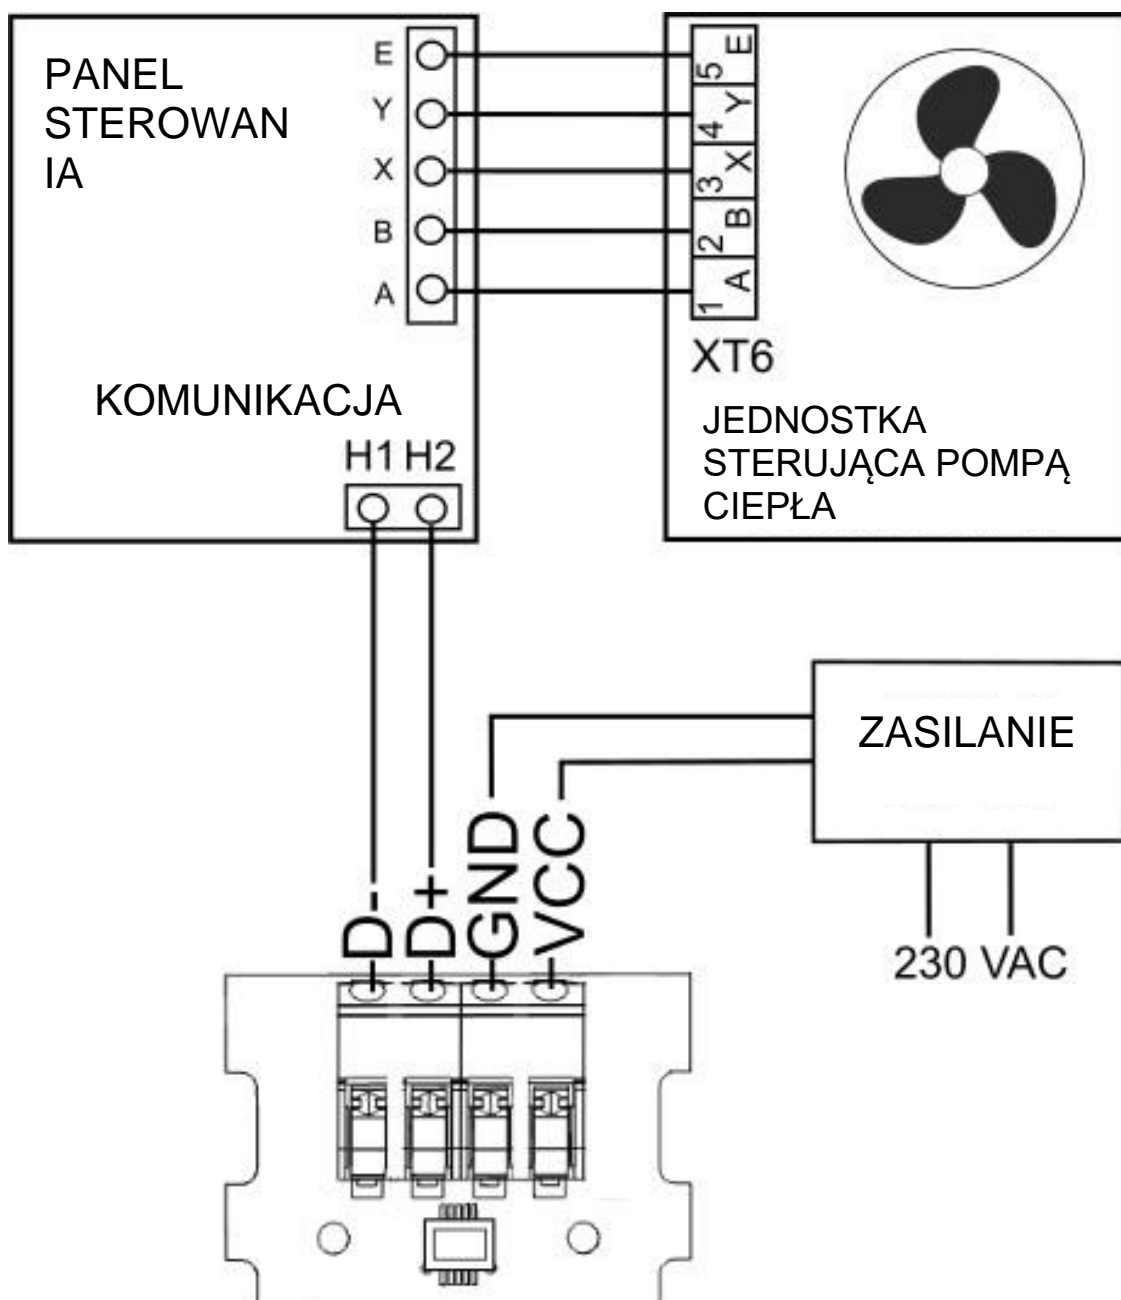 PANEL
STEROWAN
IA
E
Y
X
B
A
5 E
4 Y
3 X
2 B
1 A
XT6
KOMUNIKACJA
H1 H2
JEDNOSTKA
STERUJĄCA POMPĄ
CIEPŁA
ZASILANIE
230 VAC
D-
D+
GND
VCC